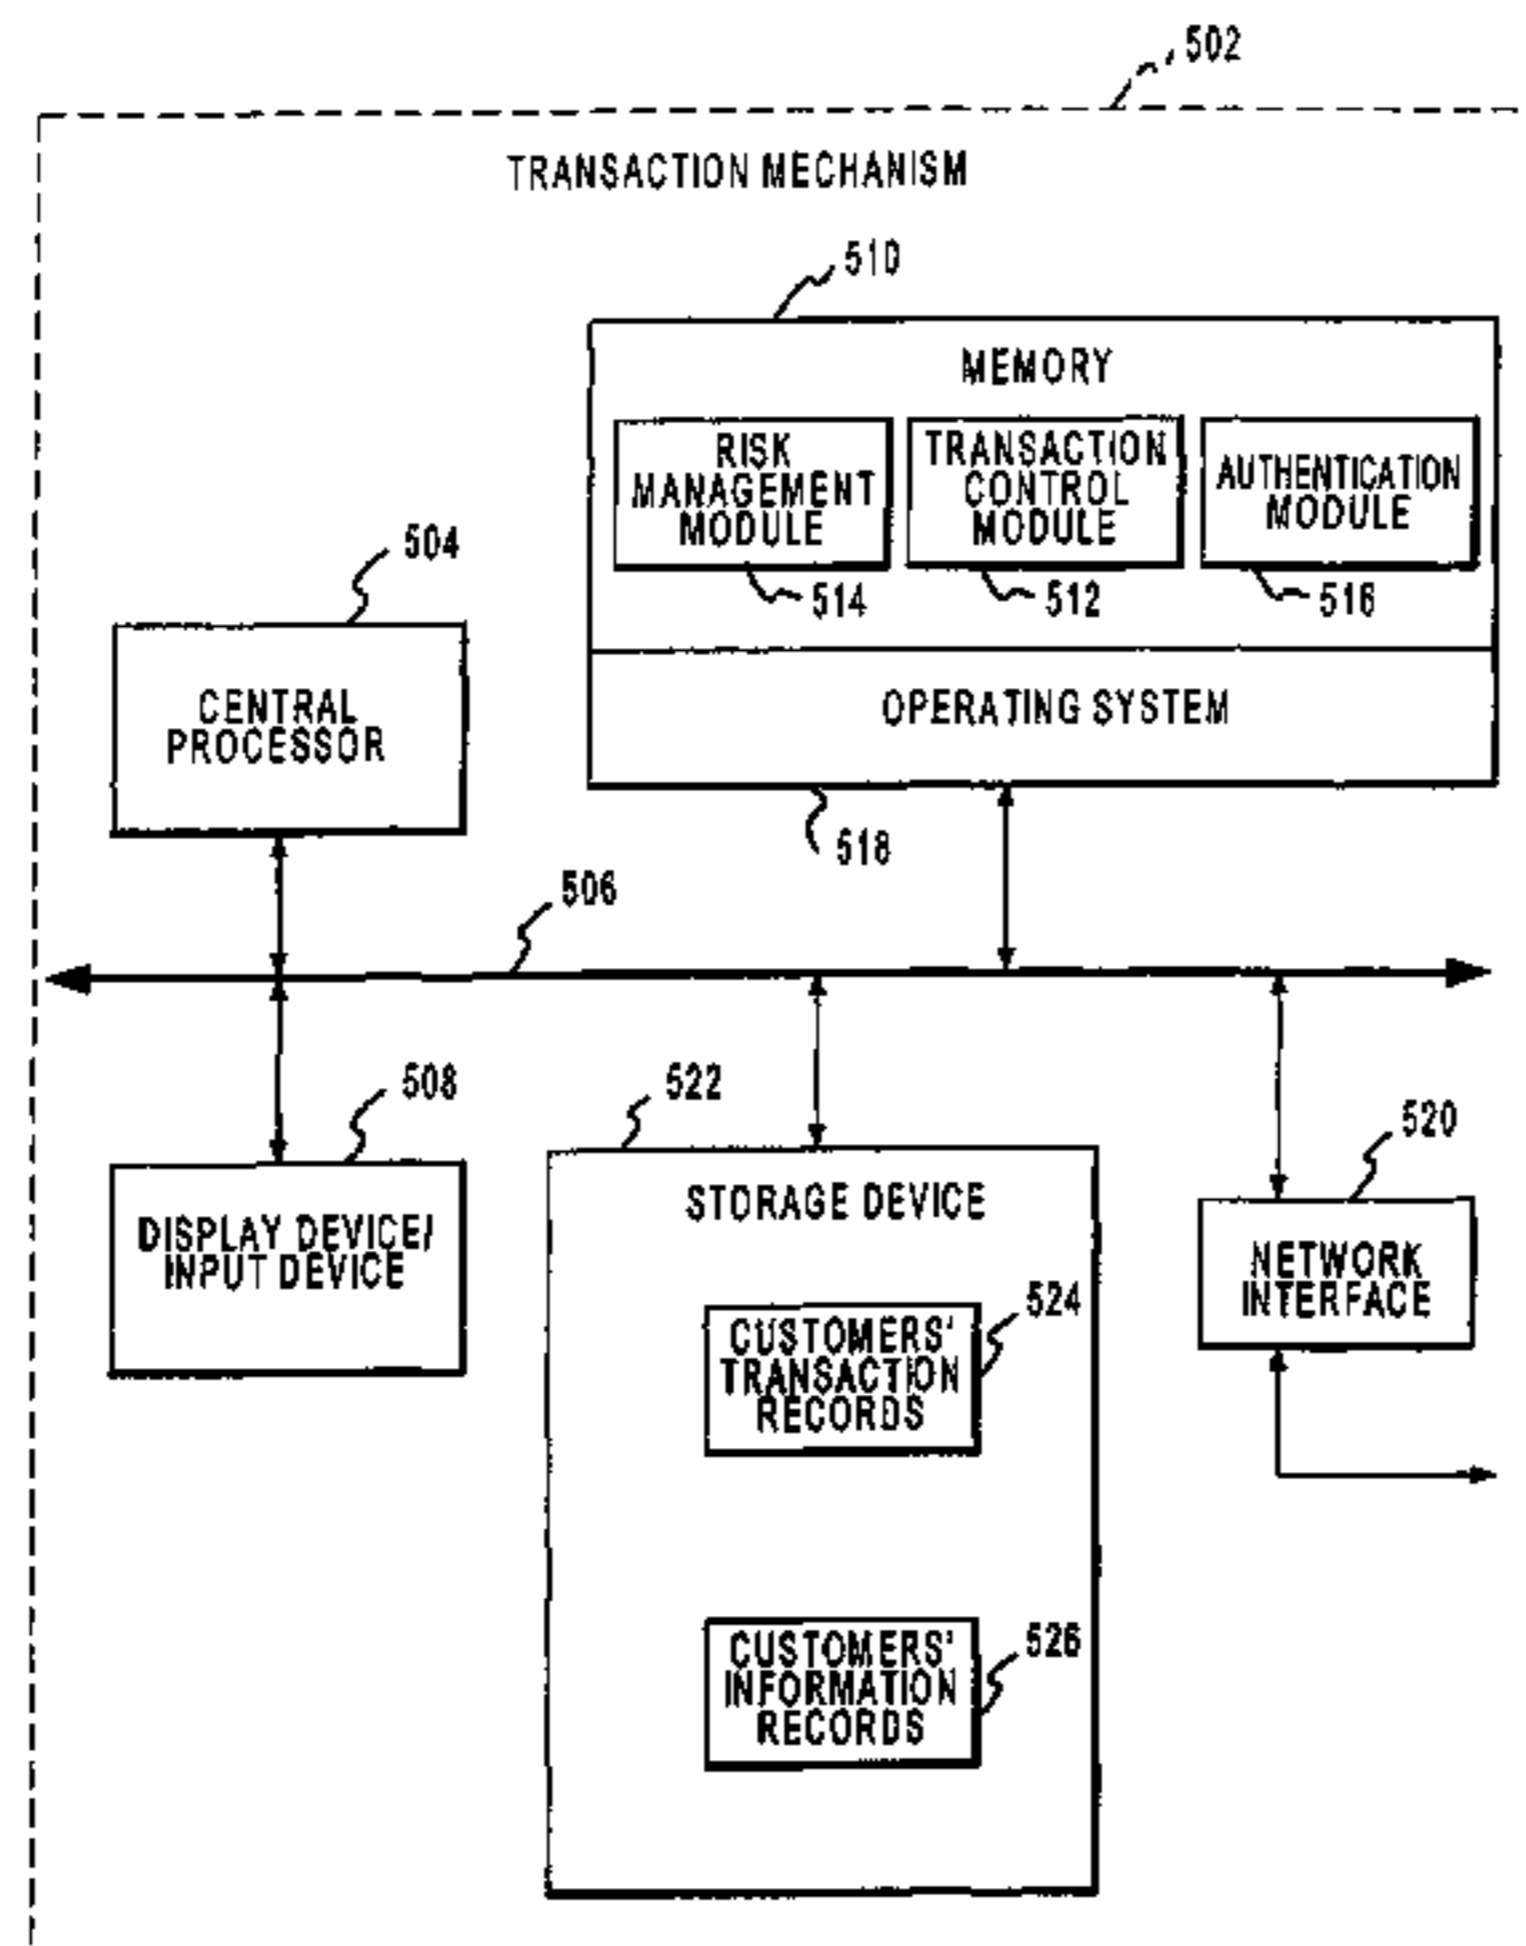 502
TRANSACTION MECHANISM
510
MEMORY
RISK
MANAGEMENT
MODULE
514
TRANSACTION
CONTROL
MODULE
512
AUTHENTICATION
MODULE
516
OPERATING SYSTEM
518
504
CENTRAL
PROCESSOR
506
508
DISPLAY DEVICE/
INPUT DEVICE
522
STORAGE DEVICE
CUSTOMERS'
TRANSACTION
RECORDS
524
CUSTOMERS'
INFORMATION
RECORDS
526
520
NETWORK
INTERFACE